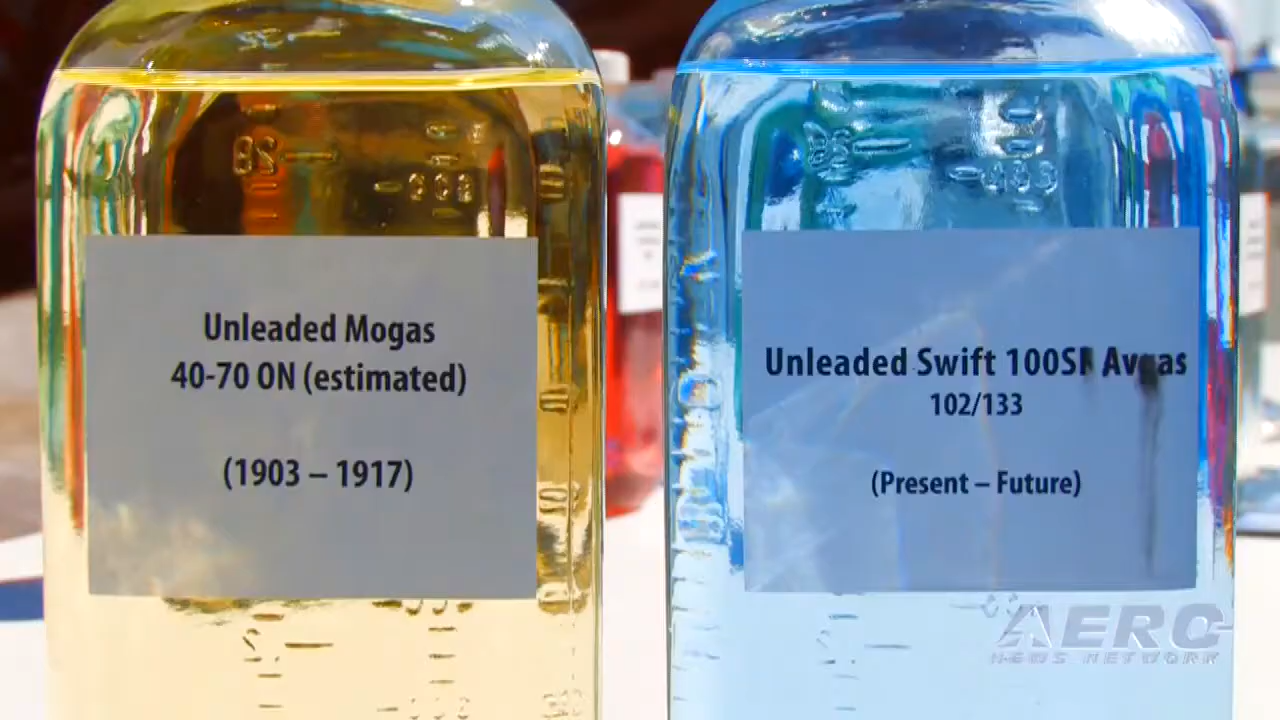 Unleaded Mogas
40-70 ON (estimated)
(1903 – 1917)
Unleaded Swift 100SF Avgas
102/133
(Present – Future)
AERO
NEWS NETWORK